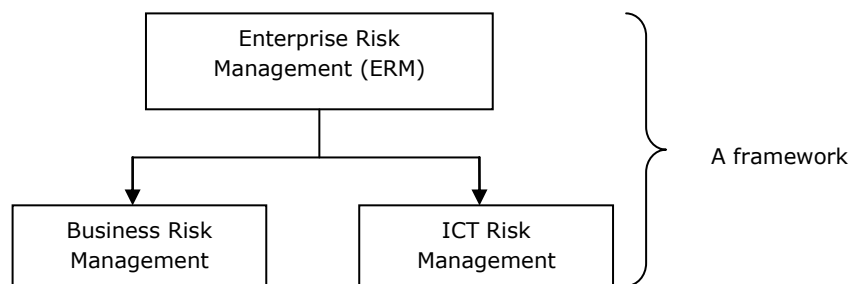 Enterprise Risk
Management (ERM)
A framework
Business Risk
Management
ICT Risk
Management